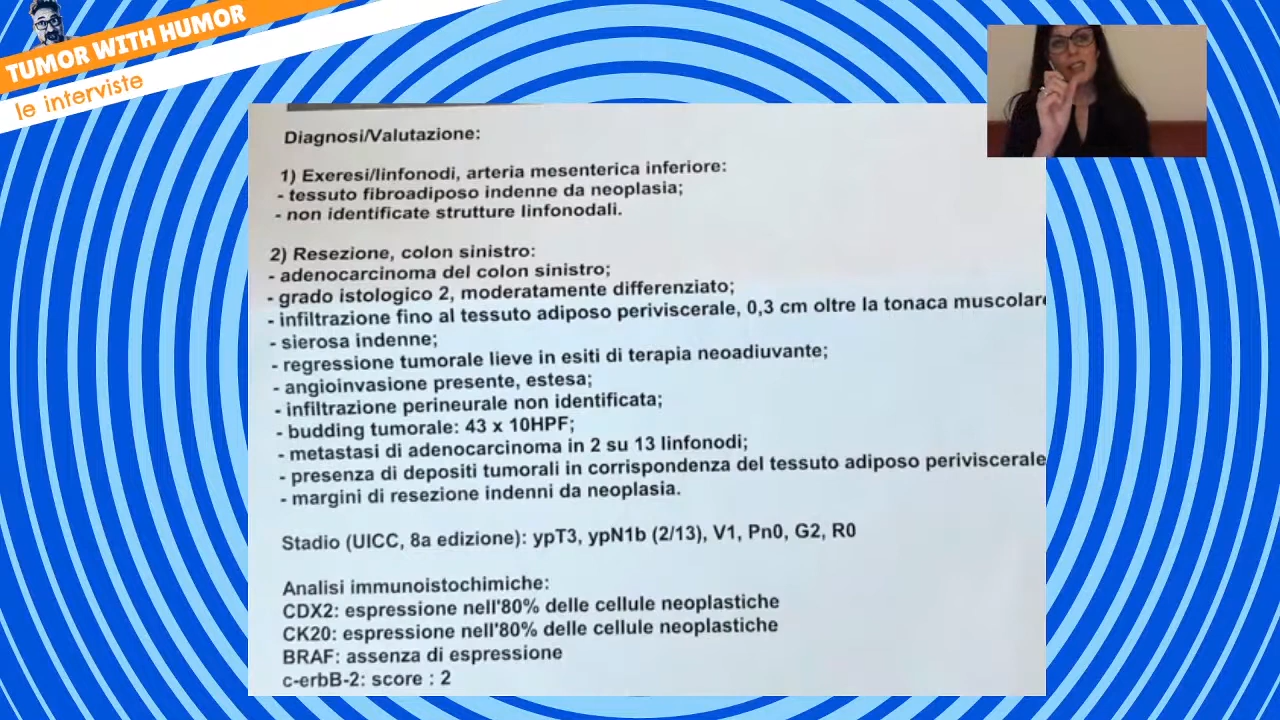 TUMOR WITH HUMOR
le interviste
Diagnosi/Valutazione:
1) Exeresi/linfonodi, arteria mesenterica inferiore:
- tessuto fibroadiposo indenne da neoplasia;
- non identificate strutture linfonodali.
2) Resezione, colon sinistro:
- adenocarcinoma del colon sinistro;
- grado istologico 2, moderatamente differenziato;
- infiltrazione fino al tessuto adiposo periviscerale, 0,3 cm oltre la tonaca muscolare
- sierosa indenne;
- regressione tumorale lieve in esiti di terapia neoadiuvante;
- angioinvasione presente, estesa;
- infiltrazione perineurale non identificata;
- budding tumorale: 43 x 10HPF;
- metastasi di adenocarcinoma in 2 su 13 linfonodi;
- presenza di depositi tumorali in corrispondenza del tessuto adiposo periviscerale
- margini di resezione indenni da neoplasia.
Stadio (UICC, 8a edizione): ypT3, ypN1b (2/13), V1, Pn0, G2, R0
Analisi immunoistochimiche:
CDX2: espressione nell'80% delle cellule neoplastiche
CK20: espressione nell'80% delle cellule neoplastiche
BRAF: assenza di espressione
c-erbB-2: score : 2